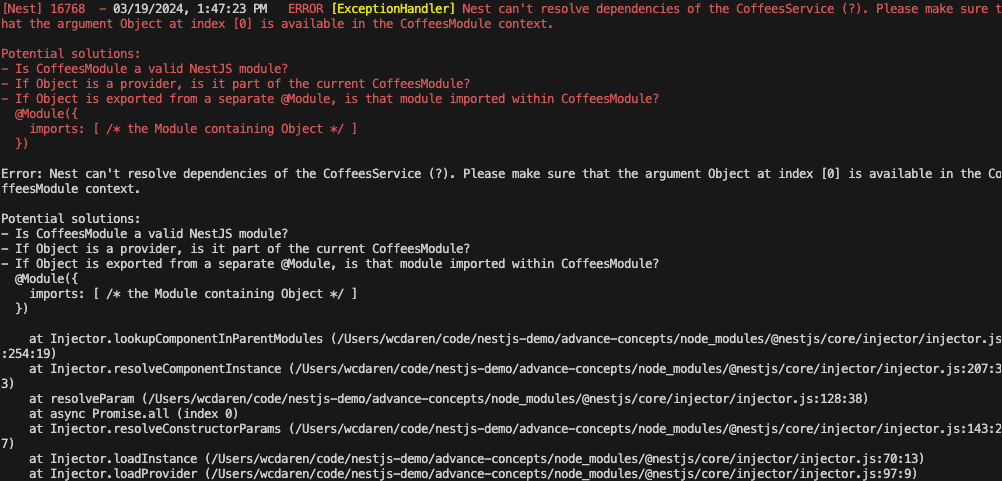 [Nest] 16768  - 03/19/2024, 1:47:23 PM   ERROR [ExceptionHandler] Nest can't resolve dependencies of the CoffeesService (?). Please make sure t
hat the argument Object at index [0] is available in the CoffeesModule context.

Potential solutions:
- Is CoffeesModule a valid NestJS module?
- If Object is a provider, is it part of the current CoffeesModule?
- If Object is exported from a separate @Module, is that module imported within CoffeesModule?
  @Module({
    imports: [ /* the Module containing Object */ ]
  })

Error: Nest can't resolve dependencies of the CoffeesService (?). Please make sure that the argument Object at index [0] is available in the Co
ffeesModule context.

Potential solutions:
- Is CoffeesModule a valid NestJS module?
- If Object is a provider, is it part of the current CoffeesModule?
- If Object is exported from a separate @Module, is that module imported within CoffeesModule?
  @Module({
    imports: [ /* the Module containing Object */ ]
  })

    at Injector.lookupComponentInParentModules (/Users/wcdaren/code/nestjs-demo/advance-concepts/node_modules/@nestjs/core/injector/injector.js
:254:19)
    at Injector.resolveComponentInstance (/Users/wcdaren/code/nestjs-demo/advance-concepts/node_modules/@nestjs/core/injector/injector.js:207:3
3)
    at resolveParam (/Users/wcdaren/code/nestjs-demo/advance-concepts/node_modules/@nestjs/core/injector/injector.js:128:38)
    at async Promise.all (index 0)
    at Injector.resolveConstructorParams (/Users/wcdaren/code/nestjs-demo/advance-concepts/node_modules/@nestjs/core/injector/injector.js:143:2
7)
    at Injector.loadInstance (/Users/wcdaren/code/nestjs-demo/advance-concepts/node_modules/@nestjs/core/injector/injector.js:70:13)
    at Injector.loadProvider (/Users/wcdaren/code/nestjs-demo/advance-concepts/node_modules/@nestjs/core/injector/injector.js:97:9)